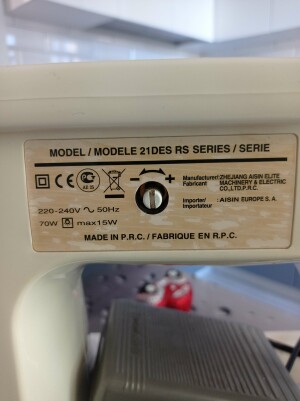 MODEL / MODELE 21DES RS SERIES / SERIE
CE
- +
Manufacturer: ZHEJIANG AISIN ELITE
Fabricant MACHINERY & ELECTRIC
CO.,LTD.P.R.C.
220-240V ∿ 50Hz
70W max15W
Importer/ : AISIN EUROPE S. A.
Importateur
MADE IN P.R.C. / FABRIQUE EN R.P.C.